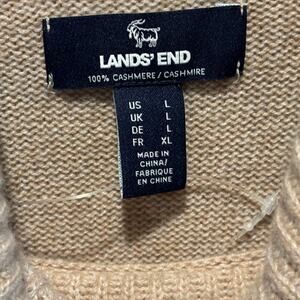 LANDS' END
100% CASHMERE / CASHMIRE
US L
UK L
DE L
FR XL
MADE IN
CHINA/
FABRIQUE
EN CHINE